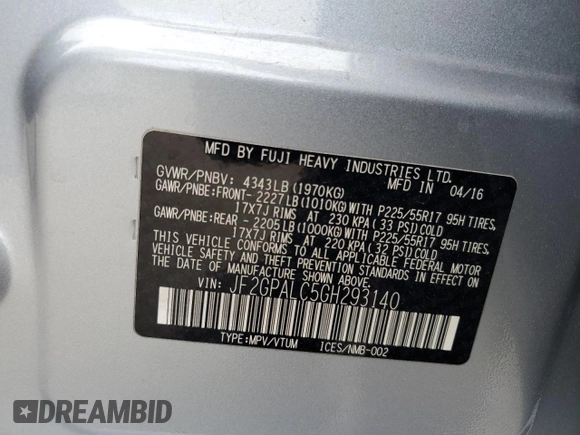 MFD BY FUJI HEAVY INDUSTRIES LTD.
GVWR/PNBV: 4343LB(1970KG) MFD IN 04/16
GAWR/PNBE:FRONT-2227LB(1010KG)WITH P225/55R17 95H TIRES,
17X7J RIMS AT 230 KPA(33 PSI)COLD
GAWR/PNBE:REAR-2205LB(1000KG)WITH P225/55R17 95H TIRES,
17X7J RIMS AT 220 KPA(32 PSI)COLD
THIS VEHICLE CONFORMS TO ALL APPLICABLE FEDERAL MOTOR
VEHICLE SAFETY AND THEFT PREVENTION STANDARDS IN EFFECT ON
THE DATE OF MANUFACTURE SHOWN ABOVE.
VIN: JF2GPALC5GH293140
TYPE:MPV/VTUM ICES/NMB-002
DREAMBID